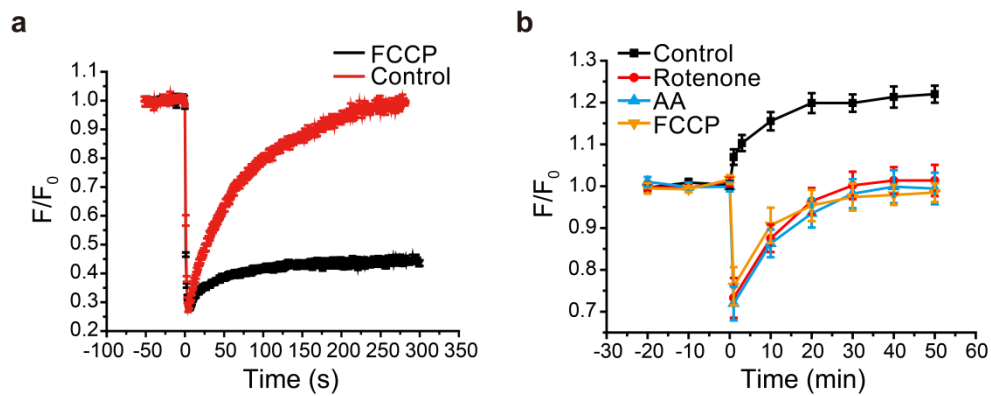 a
FCCP
Control
1.1
1.0
0.9
0.8
0.7
0.6
0.5
0.4
0.3
0.2
F/F0
-100 -50 0 50 100 150 200 250 300 350
Time (s)
b
Control
Rotenone
AA
FCCP
1.3
1.2
1.1
1.0
0.9
0.8
0.7
F/F0
-30 -20 -10 0 10 20 30 40 50 60
Time (min)